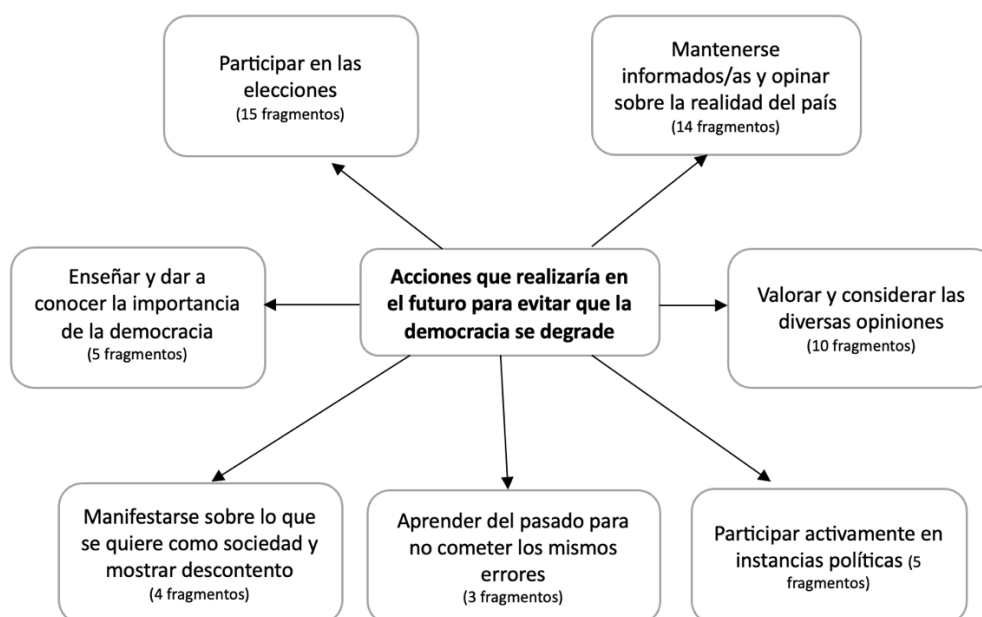 Participar en las
elecciones
(15 fragmentos)
Mantenerse
informados/as y opinar
sobre la realidad del país
(14 fragmentos)
Enseñar y dar a
conocer la importancia
de la democracia
(5 fragmentos)
Acciones que realizaría en
el futuro para evitar que la
democracia se degrade
Valorar y considerar las
diversas opiniones
(10 fragmentos)
Manifestarse sobre lo que
se quiere como sociedad y
mostrar descontento
(4 fragmentos)
Aprender del pasado para
no cometer los mismos
errores
(3 fragmentos)
Participar activamente en
instancias políticas (5
fragmentos)